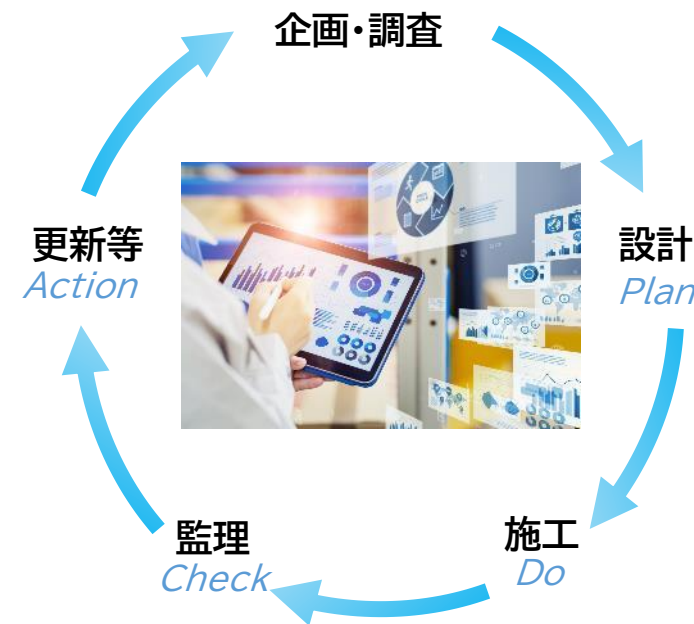 企画・調査
設計
Plan
施工
Do
監理
Check
更新等
Action